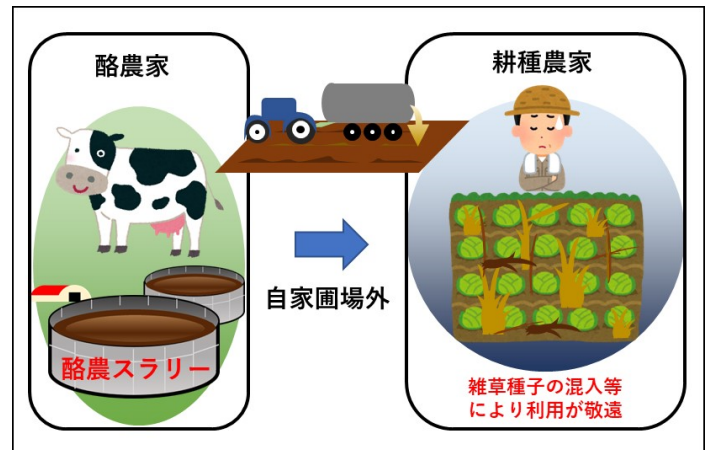 酪農家
耕種農家
自家圃場外
酪農スラリー
雑草種子の混入等
により利用が敬遠